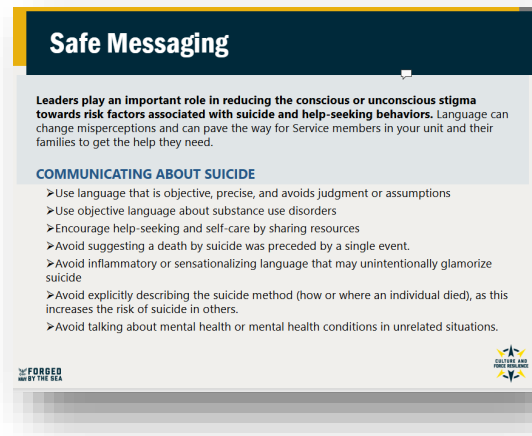 Safe Messaging
Leaders play an important role in reducing the conscious or unconscious stigma
towards risk factors associated with suicide and help-seeking behaviors. Language can
change misperceptions and can pave the way for Service members in your unit and their
families to get the help they need.
COMMUNICATING ABOUT SUICIDE
➢Use language that is objective, precise, and avoids judgment or assumptions
➢Use objective language about substance use disorders
➢Encourage help-seeking and self-care by sharing resources
➢Avoid suggesting a death by suicide was preceded by a single event.
➢Avoid inflammatory or sensationalizing language that may unintentionally glamorize
suicide
➢Avoid explicitly describing the suicide method (how or where an individual died), as this
increases the risk of suicide in others.
➢Avoid talking about mental health or mental health conditions in unrelated situations.
FORGED
NAVY BY THE SEA
CULTURE AND
FORCE RESILIENCE